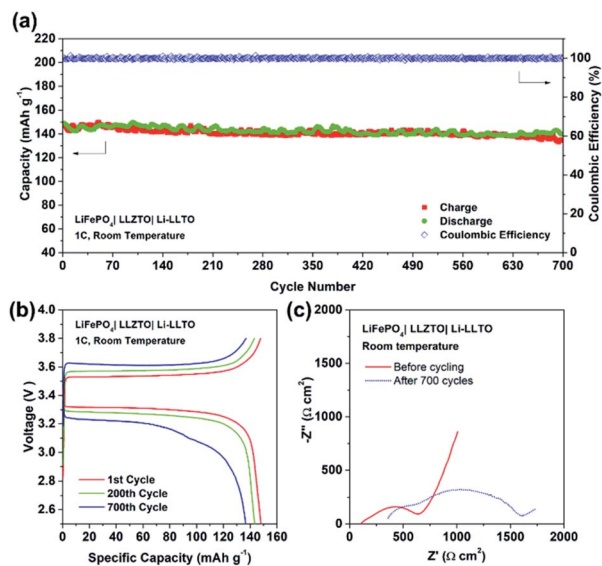 (a)
220
200
180
160
140
120
100
80
60
40
Capacity (mAh g⁻¹)
100
80
60
40
20
0
Coulombic Efficiency (%)
LiFePO₄| LLZTO| Li-LLTO
1C, Room Temperature
Charge
Discharge
Coulombic Efficiency
0 70 140 210 280 350 420 490 560 630 700
Cycle Number
(b)
4.0
3.8
3.6
3.4
3.2
3.0
2.8
2.6
Voltage (V)
LiFePO₄| LLZTO| Li-LLTO
1C, Room Temperature
1st Cycle
200th Cycle
700th Cycle
0 20 40 60 80 100 120 140 160
Specific Capacity (mAh g⁻¹)
(c)
2000
1500
1000
500
0
-Z'' (Ω cm²)
LiFePO₄| LLZTO| Li-LLTO
Room temperature
Before cycling
After 700 cycles
0 500 1000 1500 2000
Z' (Ω cm²)